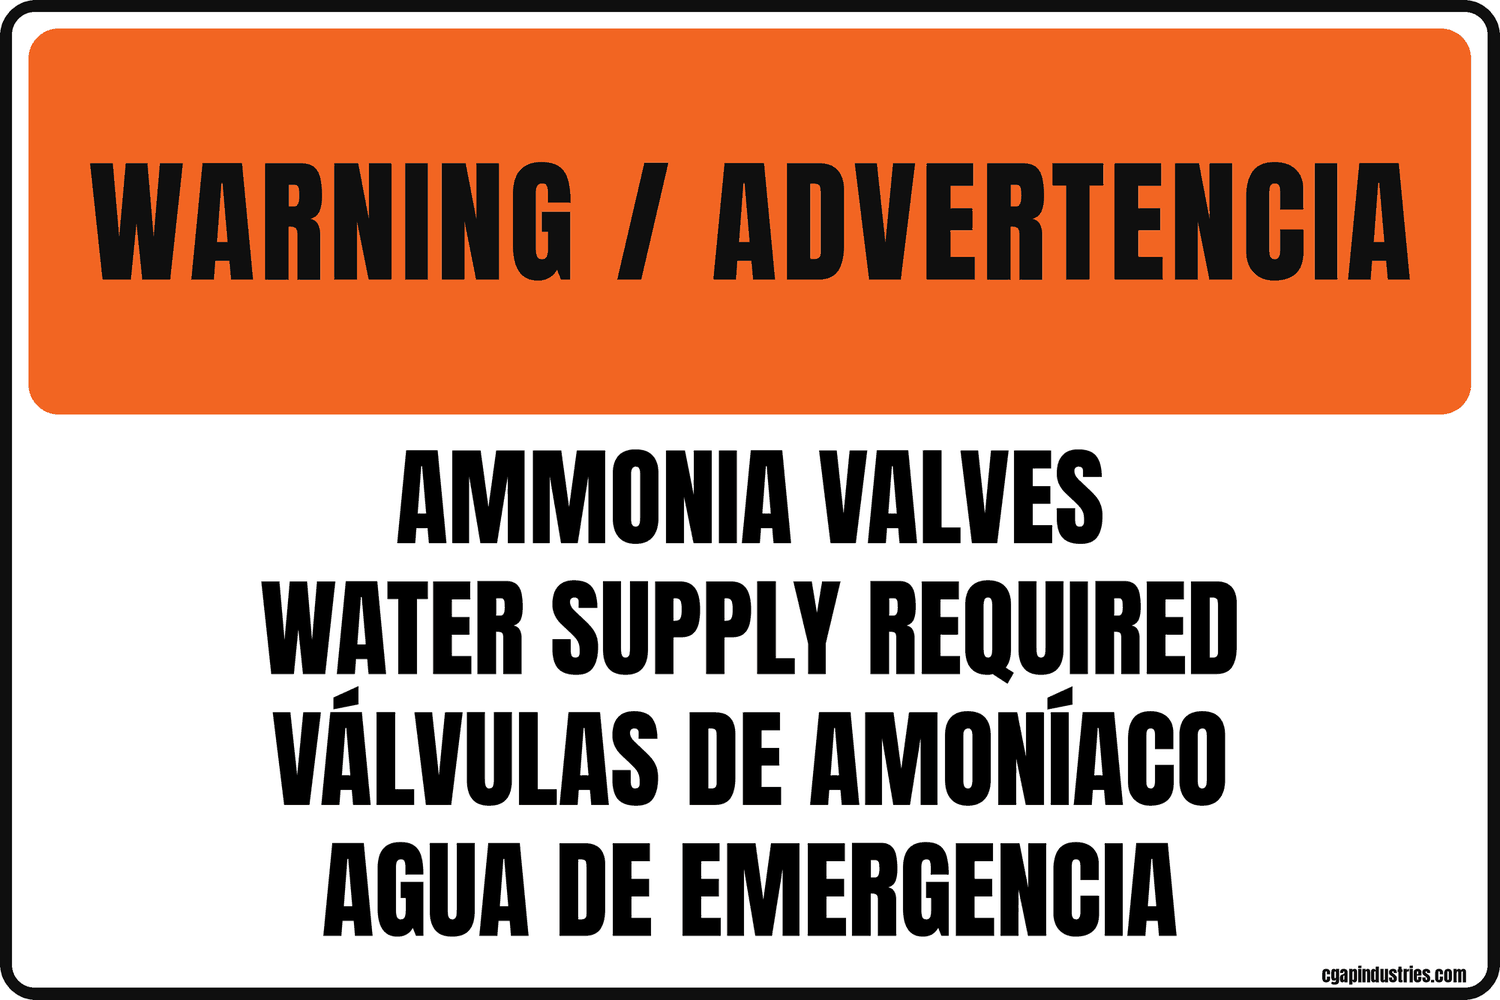 WARNING / ADVERTENCIA
AMMONIA VALVES
WATER SUPPLY REQUIRED
VÁLVULAS DE AMONÍACO
AGUA DE EMERGENCIA
cgapindustries.com